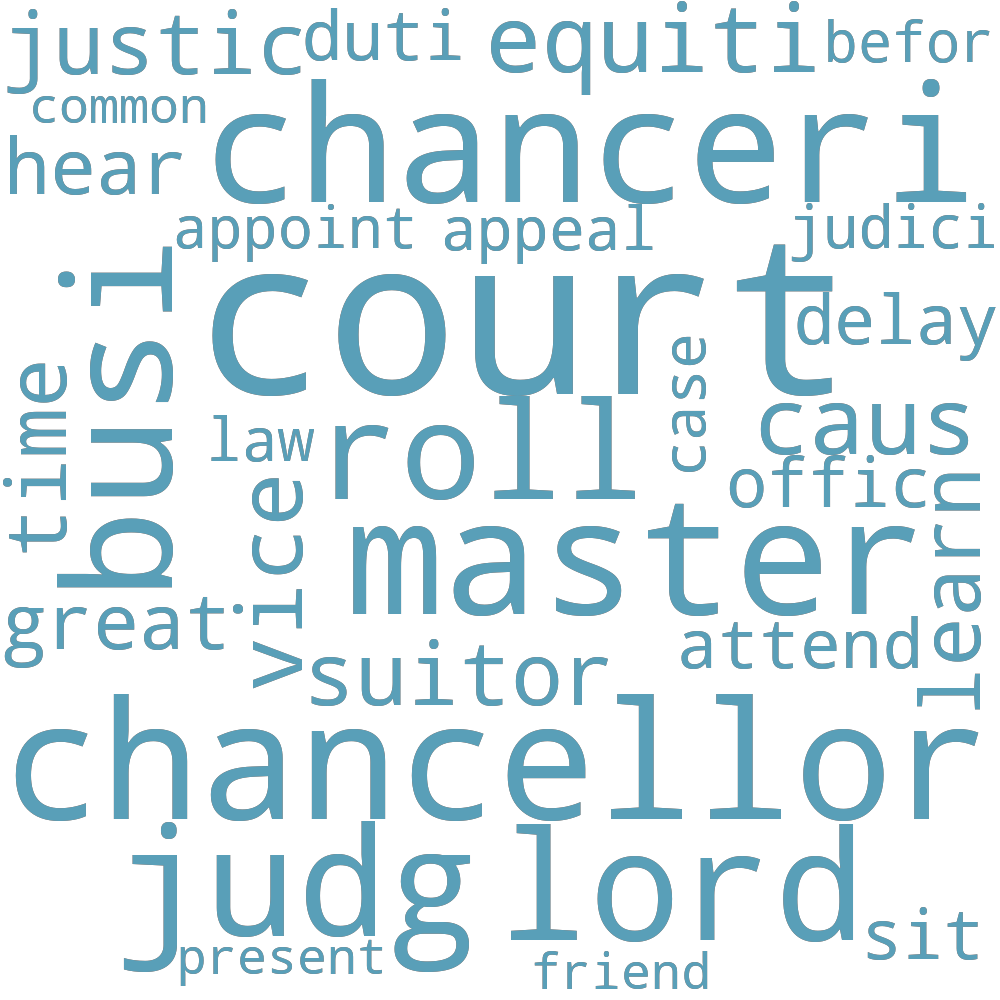 justic duti equiti befor
common
chanceri
hear
appoint appeal judici
court
delay
busi
time
case
law
roll
caus
offic
vice
learn
master
great
attend
suitor
chancellor
judg lord
sit
present
friend